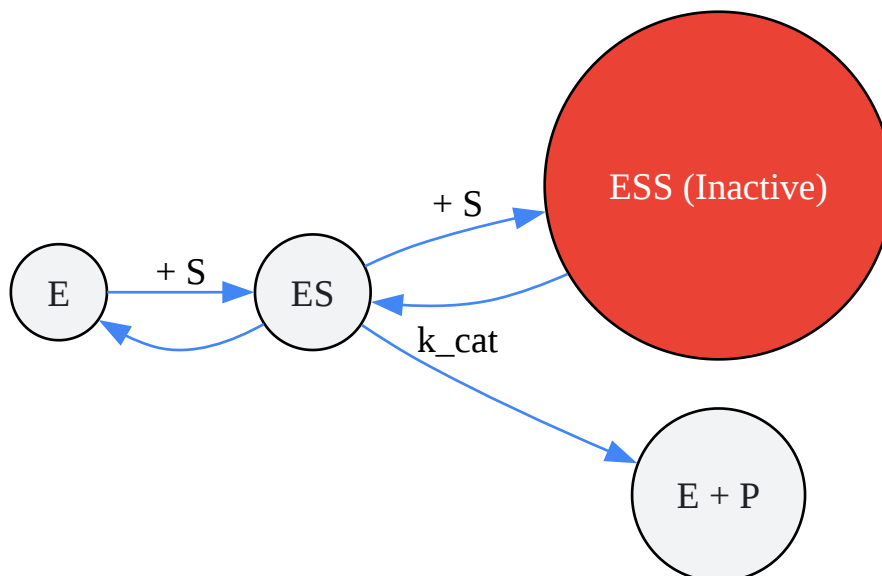 E
+ S
ES
+ S
ESS (Inactive)
k_cat
E + P